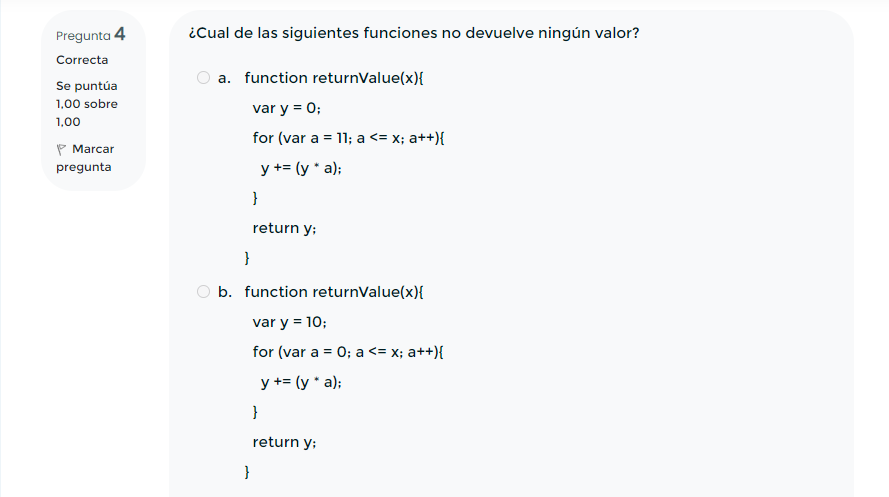 Pregunta 4
Correcta
Se puntúa
1,00 sobre
1,00
Marcar
pregunta
¿Cual de las siguientes funciones no devuelve ningún valor?
a. function returnValue(x){
var y = 0;
for (var a = 11; a <= x; a++){
y += (y * a);
}
return y;
}
b. function returnValue(x){
var y = 10;
for (var a = 0; a <= x; a++){
y += (y * a);
}
return y;
}